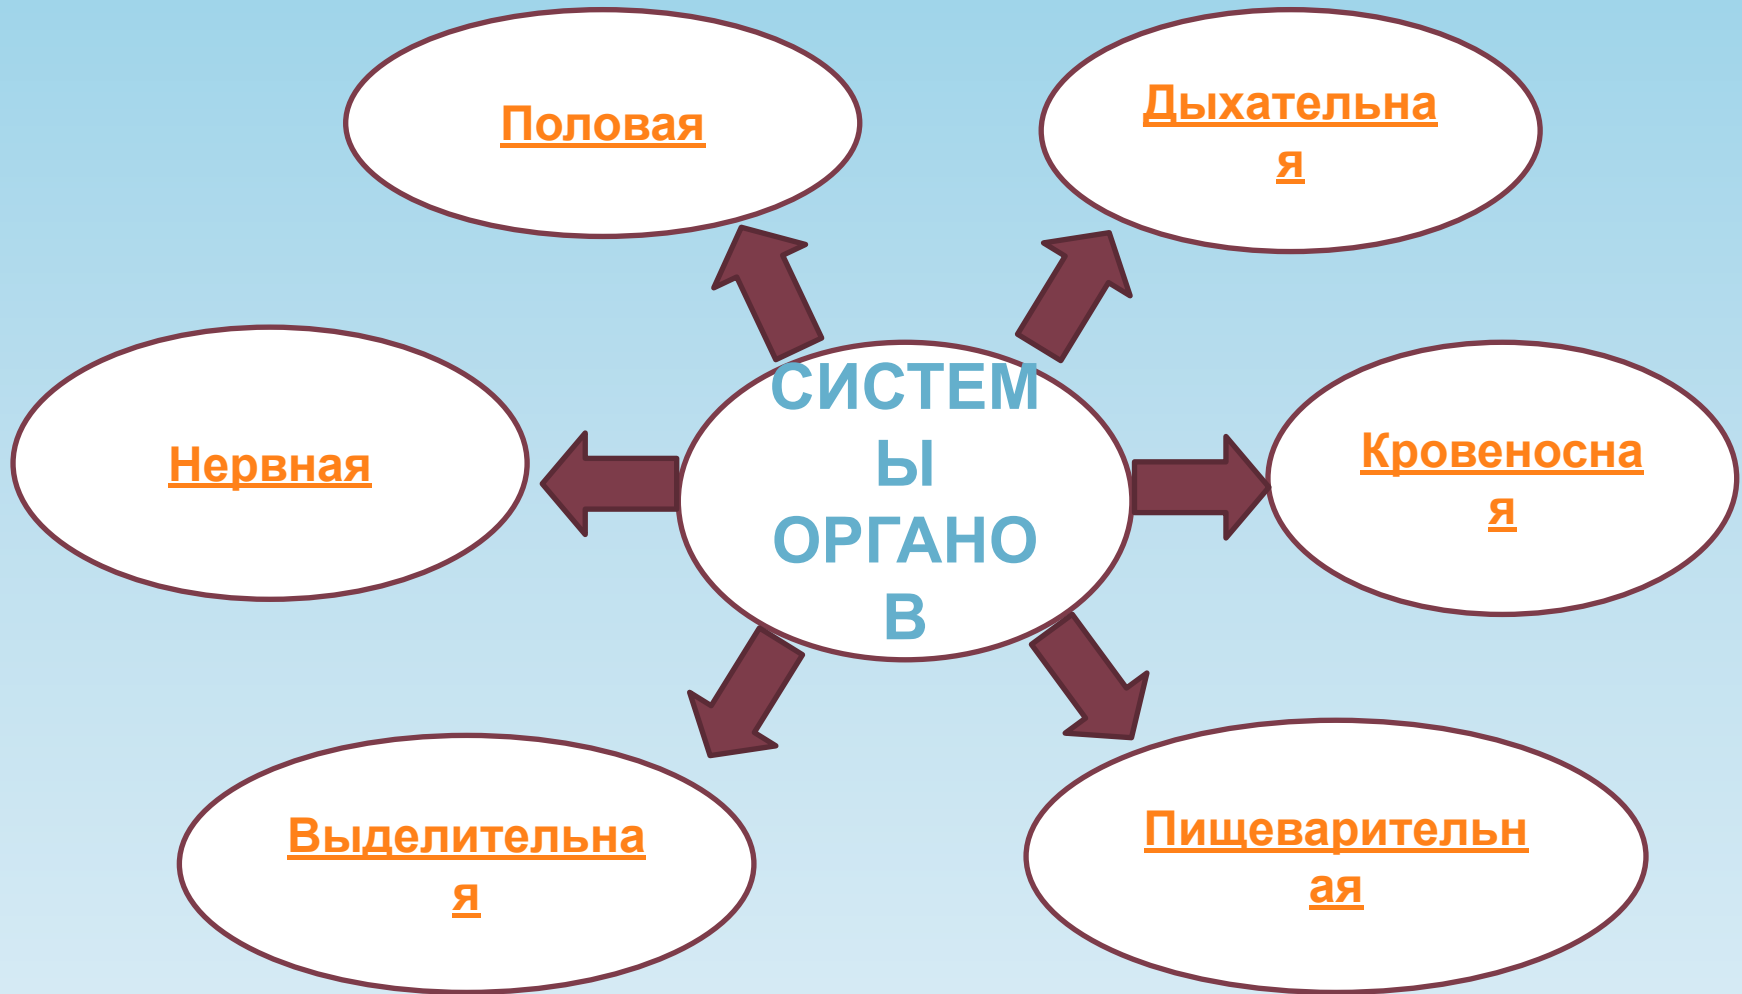 Половая
Дыхательна
я
СИСТЕМ
Ы
ОРГАНО
В
Нервная
Кровеносна
я
Выделительна
я
Пищеварительн
ая